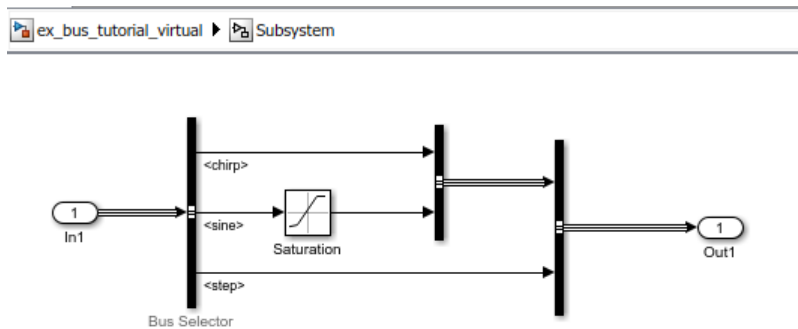 ex_bus_tutorial_virtual Subsystem
<chirp>
1
In1
<sine>
Saturation
1
Out1
<step>
Bus Selector